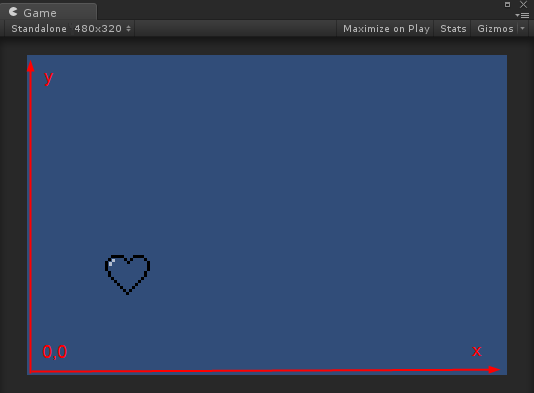 Game
Standalone 480x320 Maximize on Play Stats Gizmos
y
0,0
x